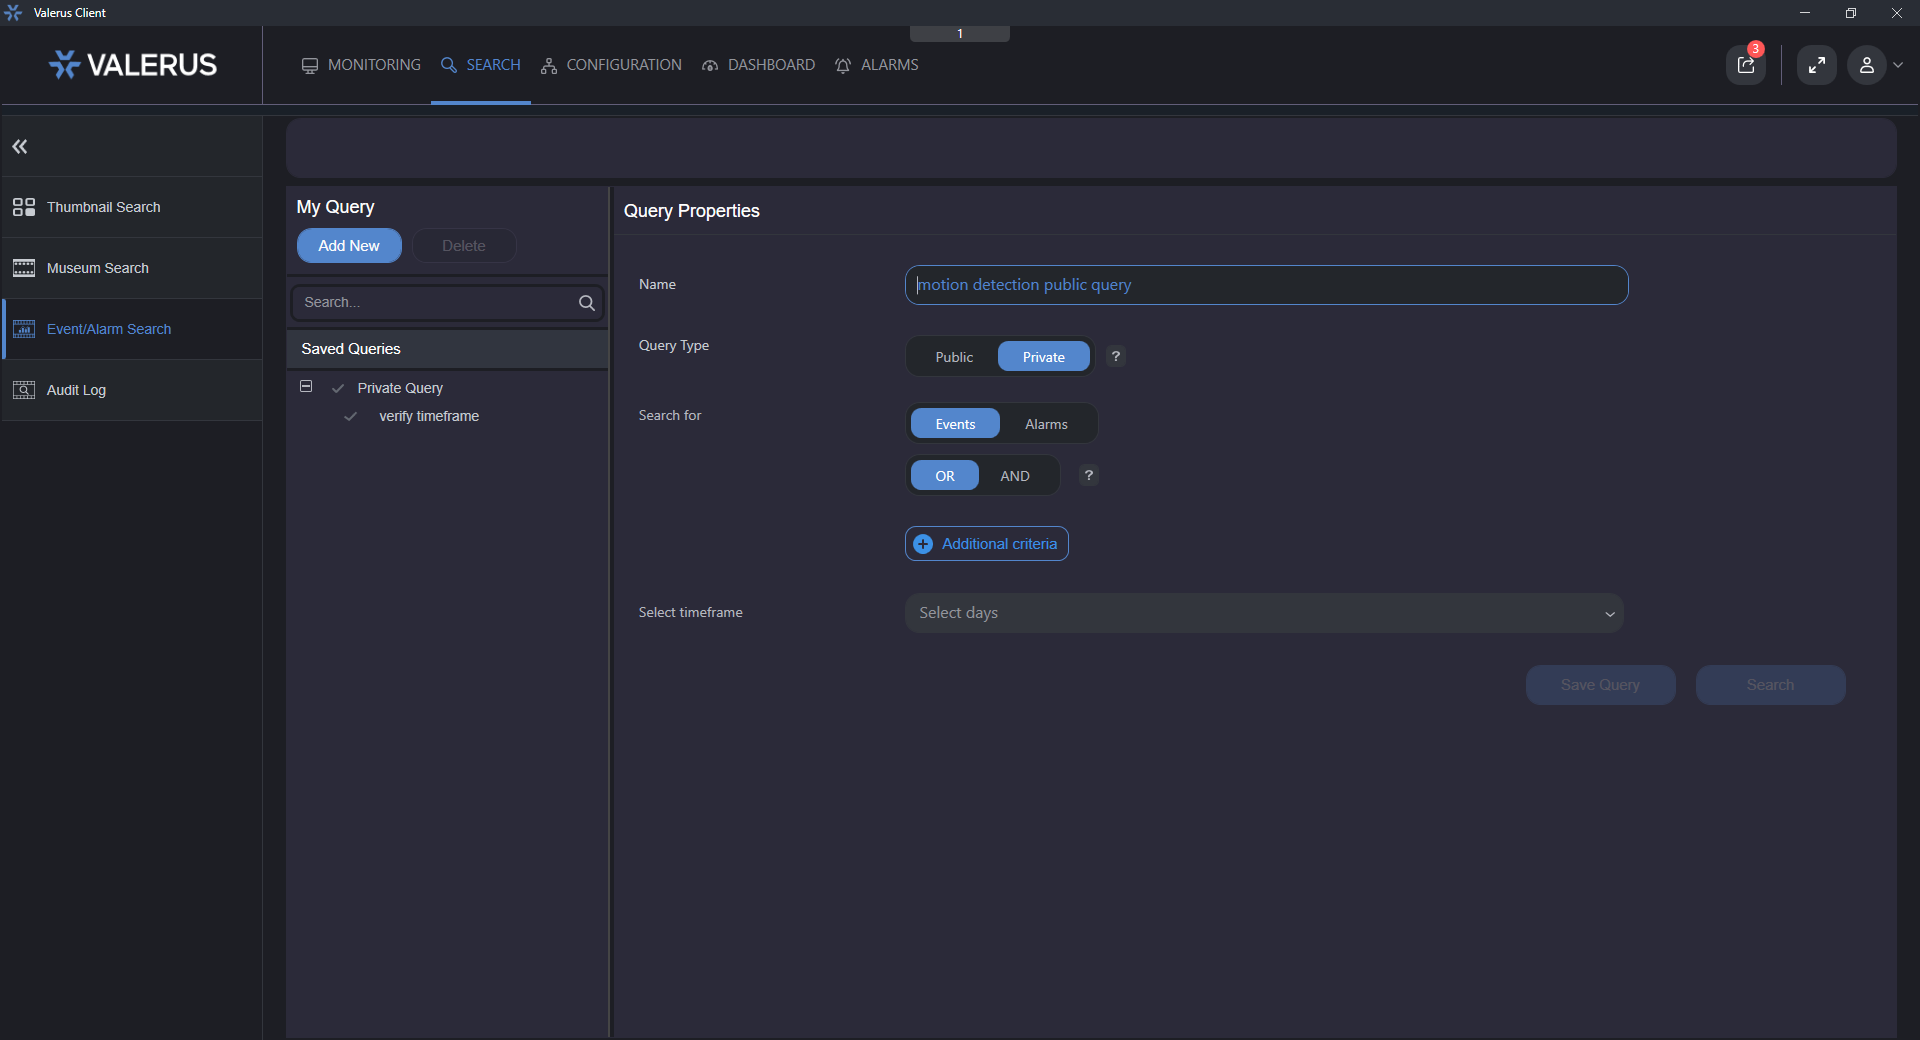 Valerus Client
1
VALERUS
MONITORING
SEARCH
CONFIGURATION
DASHBOARD
ALARMS
3
Thumbnail Search
Museum Search
Event/Alarm Search
Audit Log
My Query
Add New
Delete
Search...
Saved Queries
Private Query
verify timeframe
Query Properties
Name
motion detection public query
Query Type
Public
Private
?
Search for
Events
Alarms
OR
AND
?
Additional criteria
Select timeframe
Select days
Save Query
Search